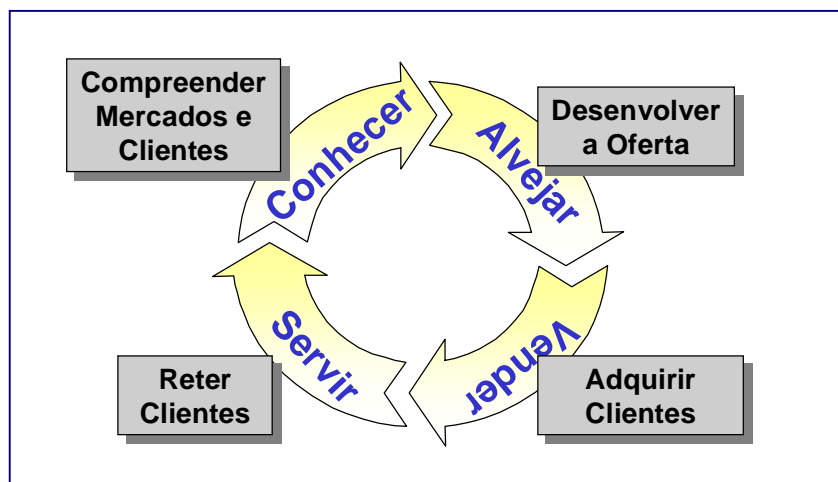 Compreender
Mercados e
Clientes
Conhecer
Alvejar
Desenvolver
a Oferta
Servir
Vender
Reter
Clientes
Adquirir
Clientes